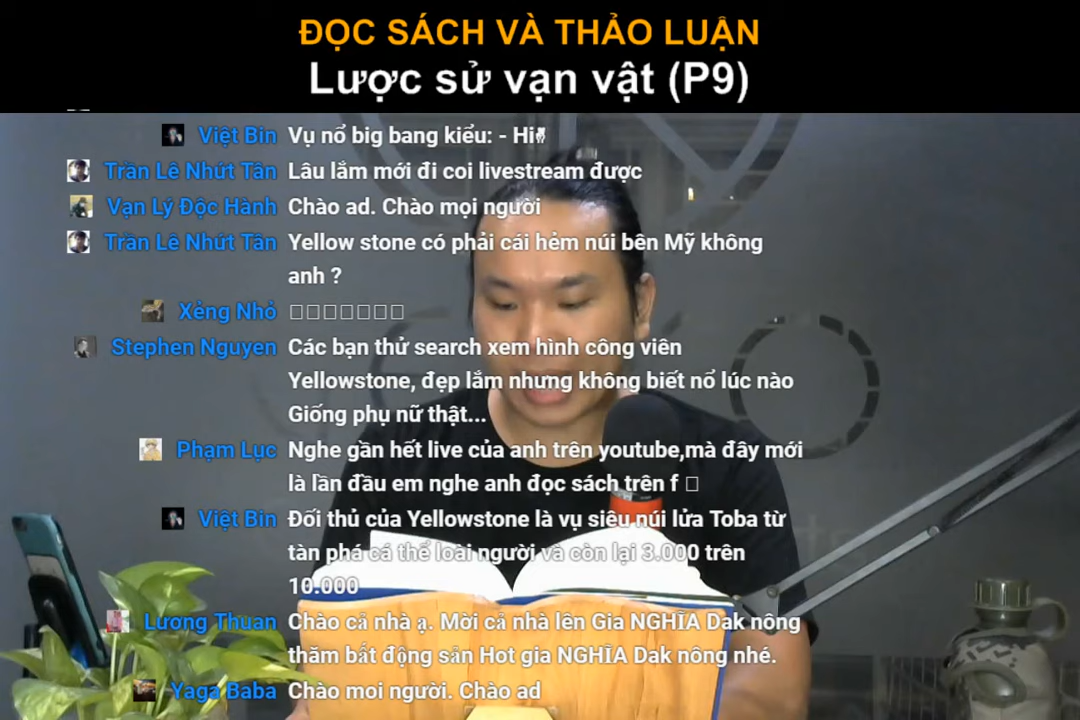 ĐỌC SÁCH VÀ THẢO LUẬN
Lược sử vạn vật (P9)
Việt Bin Vụ nổ big bang kiểu: - Hi✌
Trần Lê Nhứt Tân Lâu lắm mới đi coi livestream được
Vạn Lý Độc Hành Chào ad. Chào mọi người
Trần Lê Nhứt Tân Yellow stone có phải cái hẻm núi bên Mỹ không
anh ?
Xẻng Nhỏ □□□□□□□
Stephen Nguyen Các bạn thử search xem hình công viên
Yellowstone, đẹp lắm nhưng không biết nổ lúc nào
Giống phụ nữ thật...
Phạm Lục Nghe gần hết live của anh trên youtube,mà đây mới
là lần đầu em nghe anh đọc sách trên f □
Việt Bin Đối thủ của Yellowstone là vụ siêu núi lửa Toba từ
tàn phá cá thể loài người và còn lại 3.000 trên
10.000
Lương Thuan Chào cả nhà ạ. Mời cả nhà lên Gia NGHĨA Dak nông
thăm bất động sản Hot gia NGHĨA Dak nông nhé.
Yaga Baba Chào moi người. Chào ad